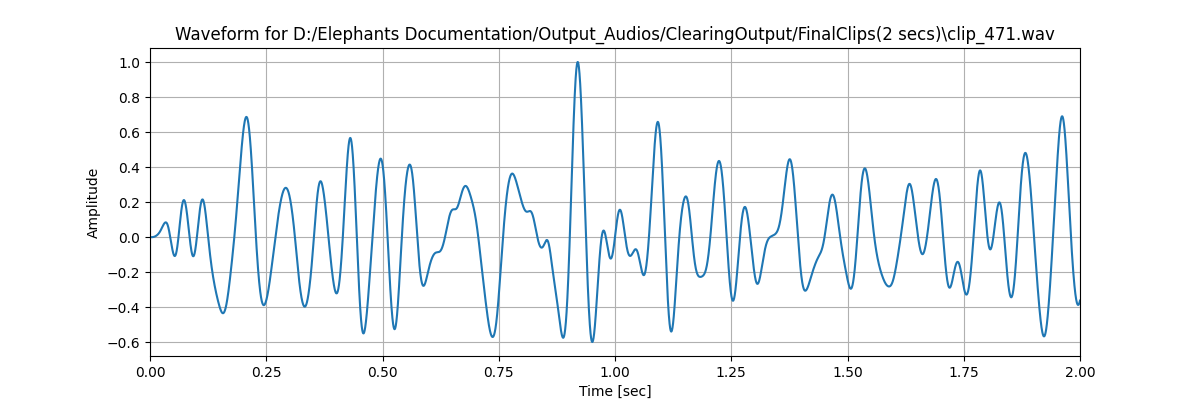 Waveform for D:/Elephants Documentation/Output_Audios/ClearingOutput/FinalClips(2 secs)\clip_471.wav
1.0
0.8
0.6
0.4
0.2
0.0
−0.2
−0.4
−0.6
Amplitude
0.00 0.25 0.50 0.75 1.00 1.25 1.50 1.75 2.00
Time [sec]